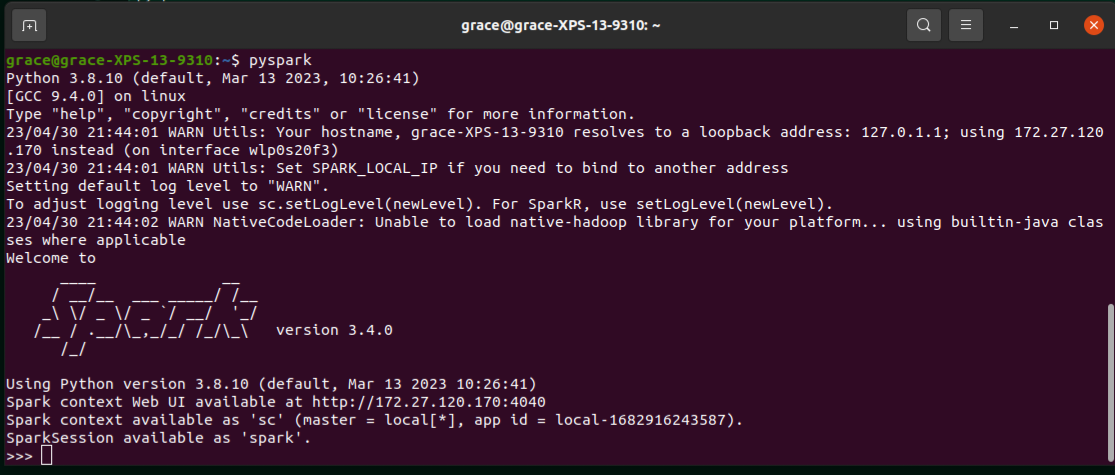 grace@grace-XPS-13-9310: ~
grace@grace-XPS-13-9310:~$ pyspark
Python 3.8.10 (default, Mar 13 2023, 10:26:41)
[GCC 9.4.0] on linux
Type "help", "copyright", "credits" or "license" for more information.
23/04/30 21:44:01 WARN Utils: Your hostname, grace-XPS-13-9310 resolves to a loopback address: 127.0.1.1; using 172.27.120
.170 instead (on interface wlp0s20f3)
23/04/30 21:44:01 WARN Utils: Set SPARK_LOCAL_IP if you need to bind to another address
Setting default log level to "WARN".
To adjust logging level use sc.setLogLevel(newLevel). For SparkR, use setLogLevel(newLevel).
23/04/30 21:44:02 WARN NativeCodeLoader: Unable to load native-hadoop library for your platform... using builtin-java clas
ses where applicable
Welcome to
      ____              __
     / __/__  ___ _____/ /__
    _\ \/ _ \/ _ `/ __/  '_/
   /__ / .__/\_,_/_/ /_/\_\   version 3.4.0
      /_/
Using Python version 3.8.10 (default, Mar 13 2023 10:26:41)
Spark context Web UI available at http://172.27.120.170:4040
Spark context available as 'sc' (master = local[*], app id = local-1682916243587).
SparkSession available as 'spark'.
>>>